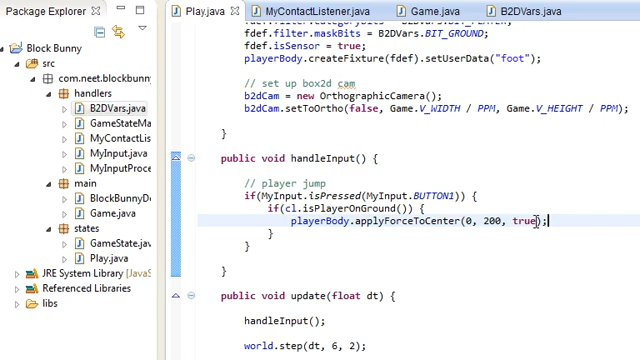 Package Explorer
Block Bunny
src
com.neet.blockbunny
handlers
B2DVars.java
GameStateMa
MyContactLis
MyInput.java
MyInputProce
main
BlockBunnyDe
Game.java
states
GameState.jav
Play.java
JRE System Library [
Referenced Libraries
libs
Play.java MyContactListener.java Game.java B2DVars.java
fdef.filter.maskBits = B2DVars.BIT_GROUND;
fdef.isSensor = true;
playerBody.createFixture(fdef).setUserData("foot");
// set up box2d cam
b2dCam = new OrthographicCamera();
b2dCam.setToOrtho(false, Game.V_WIDTH / PPM, Game.V_HEIGHT / PPM);
}
public void handleInput() {
// player jump
if(MyInput.isPressed(MyInput.BUTTON1)) {
if(cl.isPlayerOnGround()) {
playerBody.applyForceToCenter(0, 200, true);
}
}
}
public void update(float dt) {
handleInput();
world.step(dt, 6, 2);